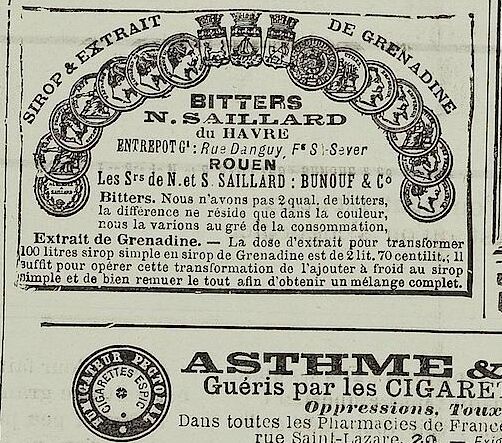 SIROP & EXTRAIT DE GRENADINE
BITTERS
N. SAILLARD
du HAVRE
ENTREPOT Gl: Rue Danguy, Fg St-Sever
ROUEN
Les Srs de N. et S. SAILLARD : BUNOUF & Co
Bitters. Nous n'avons pas 2 qual. de bitters,
la différence ne réside que dans la couleur,
nous la varions au gré de la consommation,
Extrait de Grenadine. — La dose d'extrait pour transformer
100 litres sirop simple en sirop de Grenadine est de 2 lit. 70 centilit.; Il
suffit pour opérer cette transformation de l'ajouter à froid au sirop
simple et de bien remuer le tout afin d'obtenir un mélange complet.
FUMIGATEUR PECTORAL
CIGARETTES ESPIC
ASTHME &
Guéris par les CIGARE
Oppressions, Toux
Dans toutes les Pharmacies de Franc
rue Saint-Lazare, 20